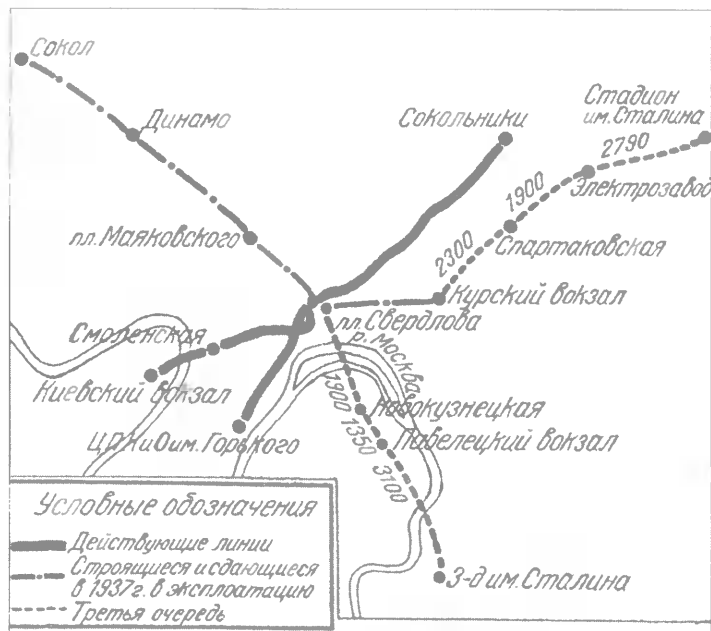 Сокол
Динамо
Сокольники
Стадион
им. Сталина
2790
Электрозавод
1900
пл. Маяковского
Спартаковская
2300
Курский вокзал
пл. Свердлова
Смоленская
р. Москва
Киевский вокзал
1900
Новокузнецкая
ЦПКиО им. Горького
1350
Павелецкий вокзал
3100
З-д им. Сталина
Условные обозначения
Действующие линии
Строящиеся и сдающиеся
в 1937г. в эксплоатацию
Третья очередь